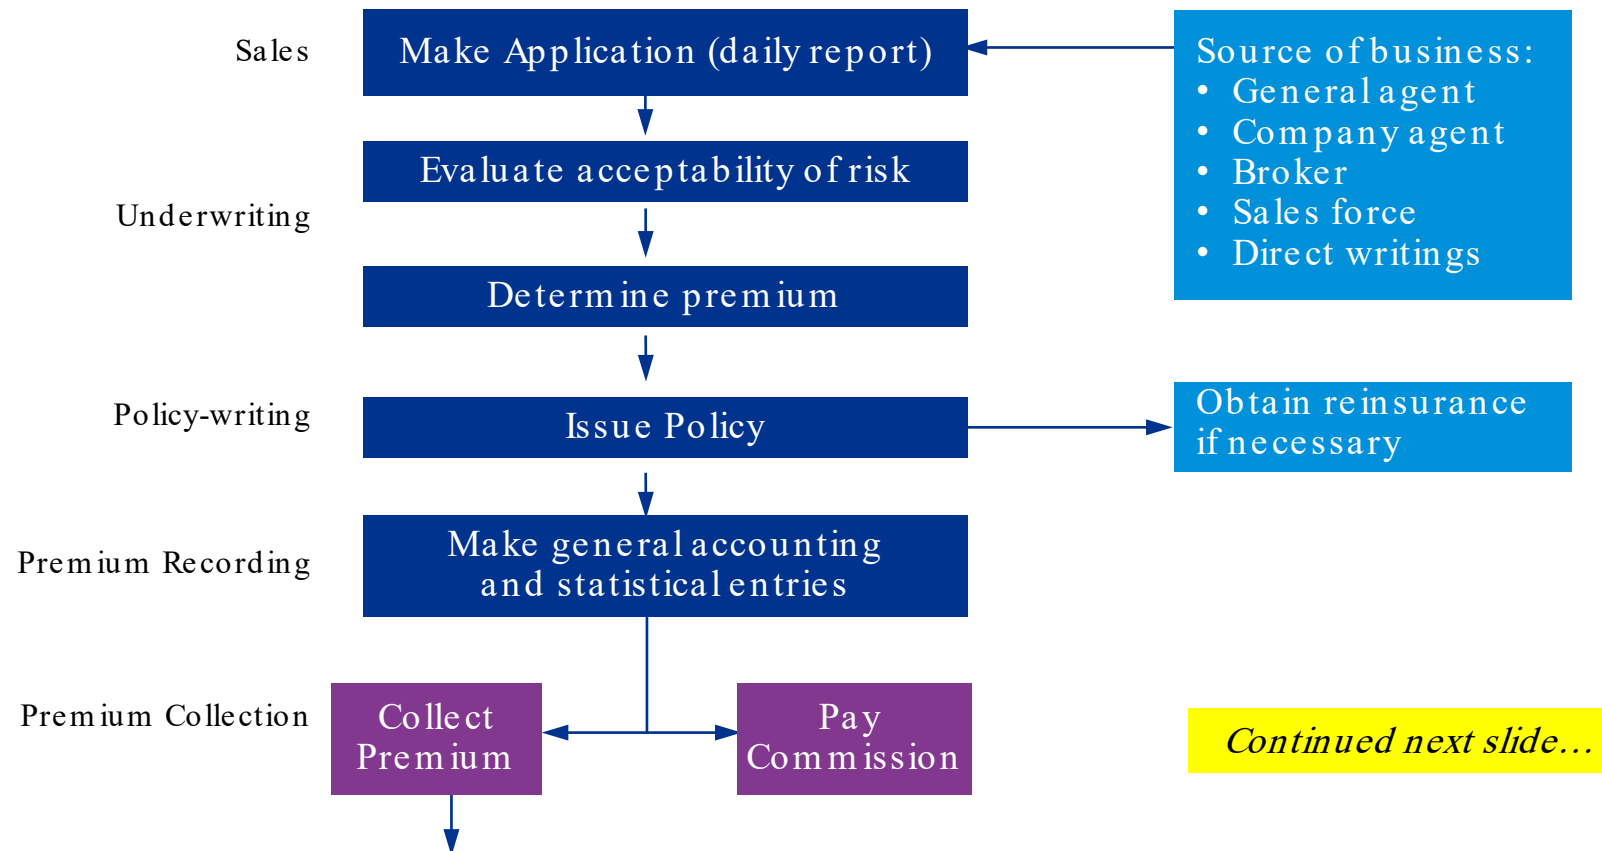 Sales
Make Application (daily report)
Source of business:
• General agent
• Company agent
• Broker
• Sales force
• Direct writings
Evaluate acceptability of risk
Underwriting
Determine premium
Policy-writing
Issue Policy
Obtain reinsurance
if necessary
Premium Recording
Make general accounting
and statistical entries
Premium Collection
Collect
Premium
Pay
Commission
Continued next slide...